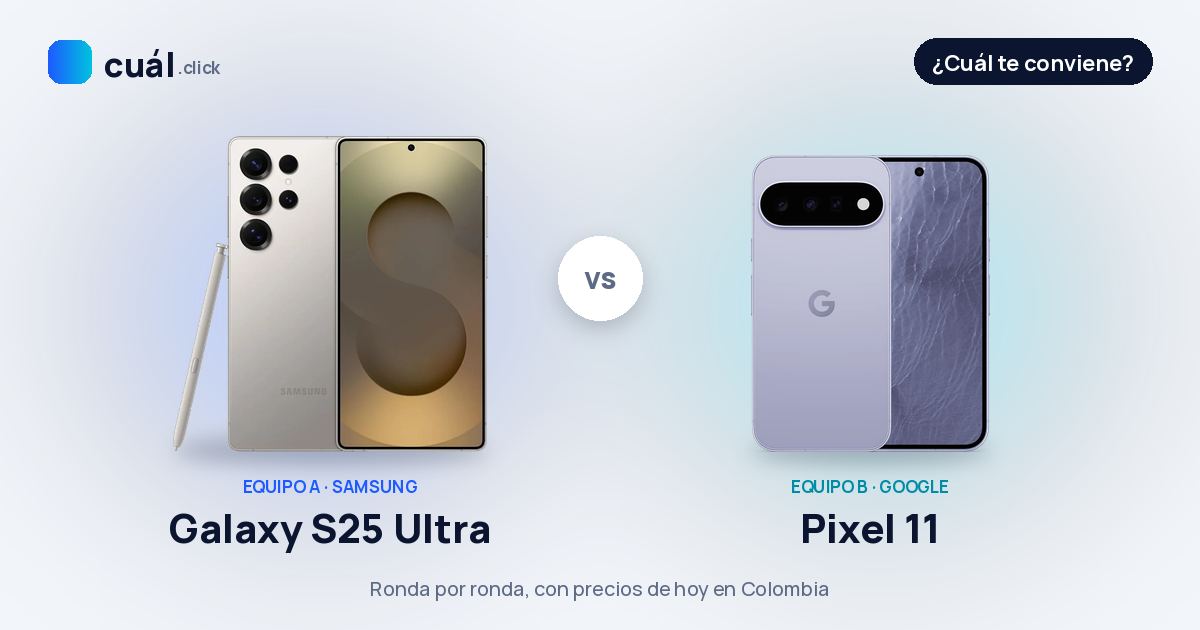 cuál.click
¿Cuál te conviene?
SAMSUNG
G
VS
EQUIPO A · SAMSUNG
EQUIPO B · GOOGLE
Galaxy S25 Ultra
Pixel 11
Ronda por ronda, con precios de hoy en Colombia